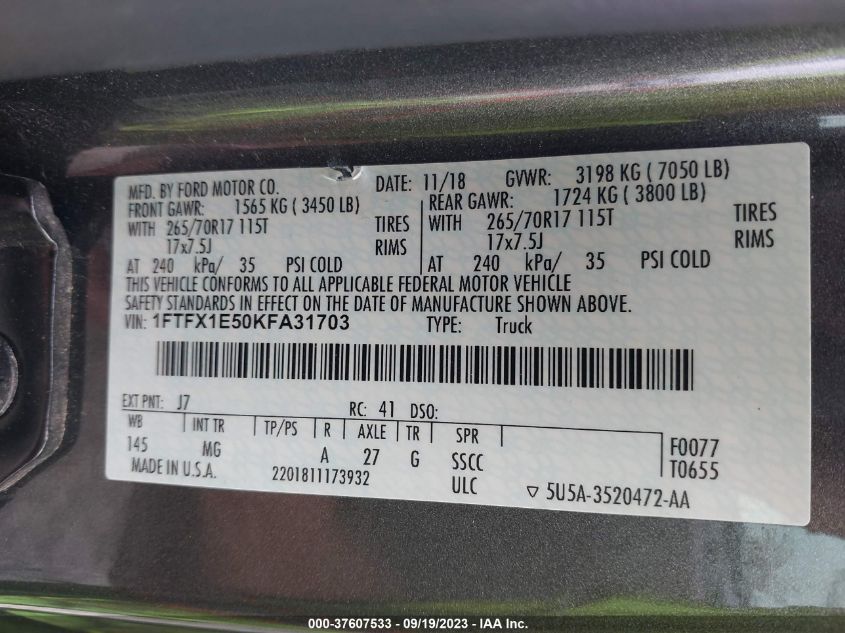 MFD. BY FORD MOTOR CO. DATE: 11/18 GVWR: 3198 KG ( 7050 LB)
FRONT GAWR: 1565 KG ( 3450 LB) REAR GAWR: 1724 KG ( 3800 LB)
WITH 265/70R17 115T TIRES WITH 265/70R17 115T TIRES
17x7.5J RIMS 17x7.5J RIMS
AT 240 kPa/ 35 PSI COLD AT 240 kPa/ 35 PSI COLD
THIS VEHICLE CONFORMS TO ALL APPLICABLE FEDERAL MOTOR VEHICLE
SAFETY STANDARDS IN EFFECT ON THE DATE OF MANUFACTURE SHOWN ABOVE.
VIN: 1FTFX1E50KFA31703 TYPE: Truck
EXT PNT: J7 RC: 41 DSO:
WB INT TR TP/PS R AXLE TR SPR F0077
145 MG A 27 G SSCC T0655
MADE IN U.S.A. 2201811173932 ULC ▽ 5U5A-3520472-AA
000-37607533 - 09/19/2023 - IAA Inc.